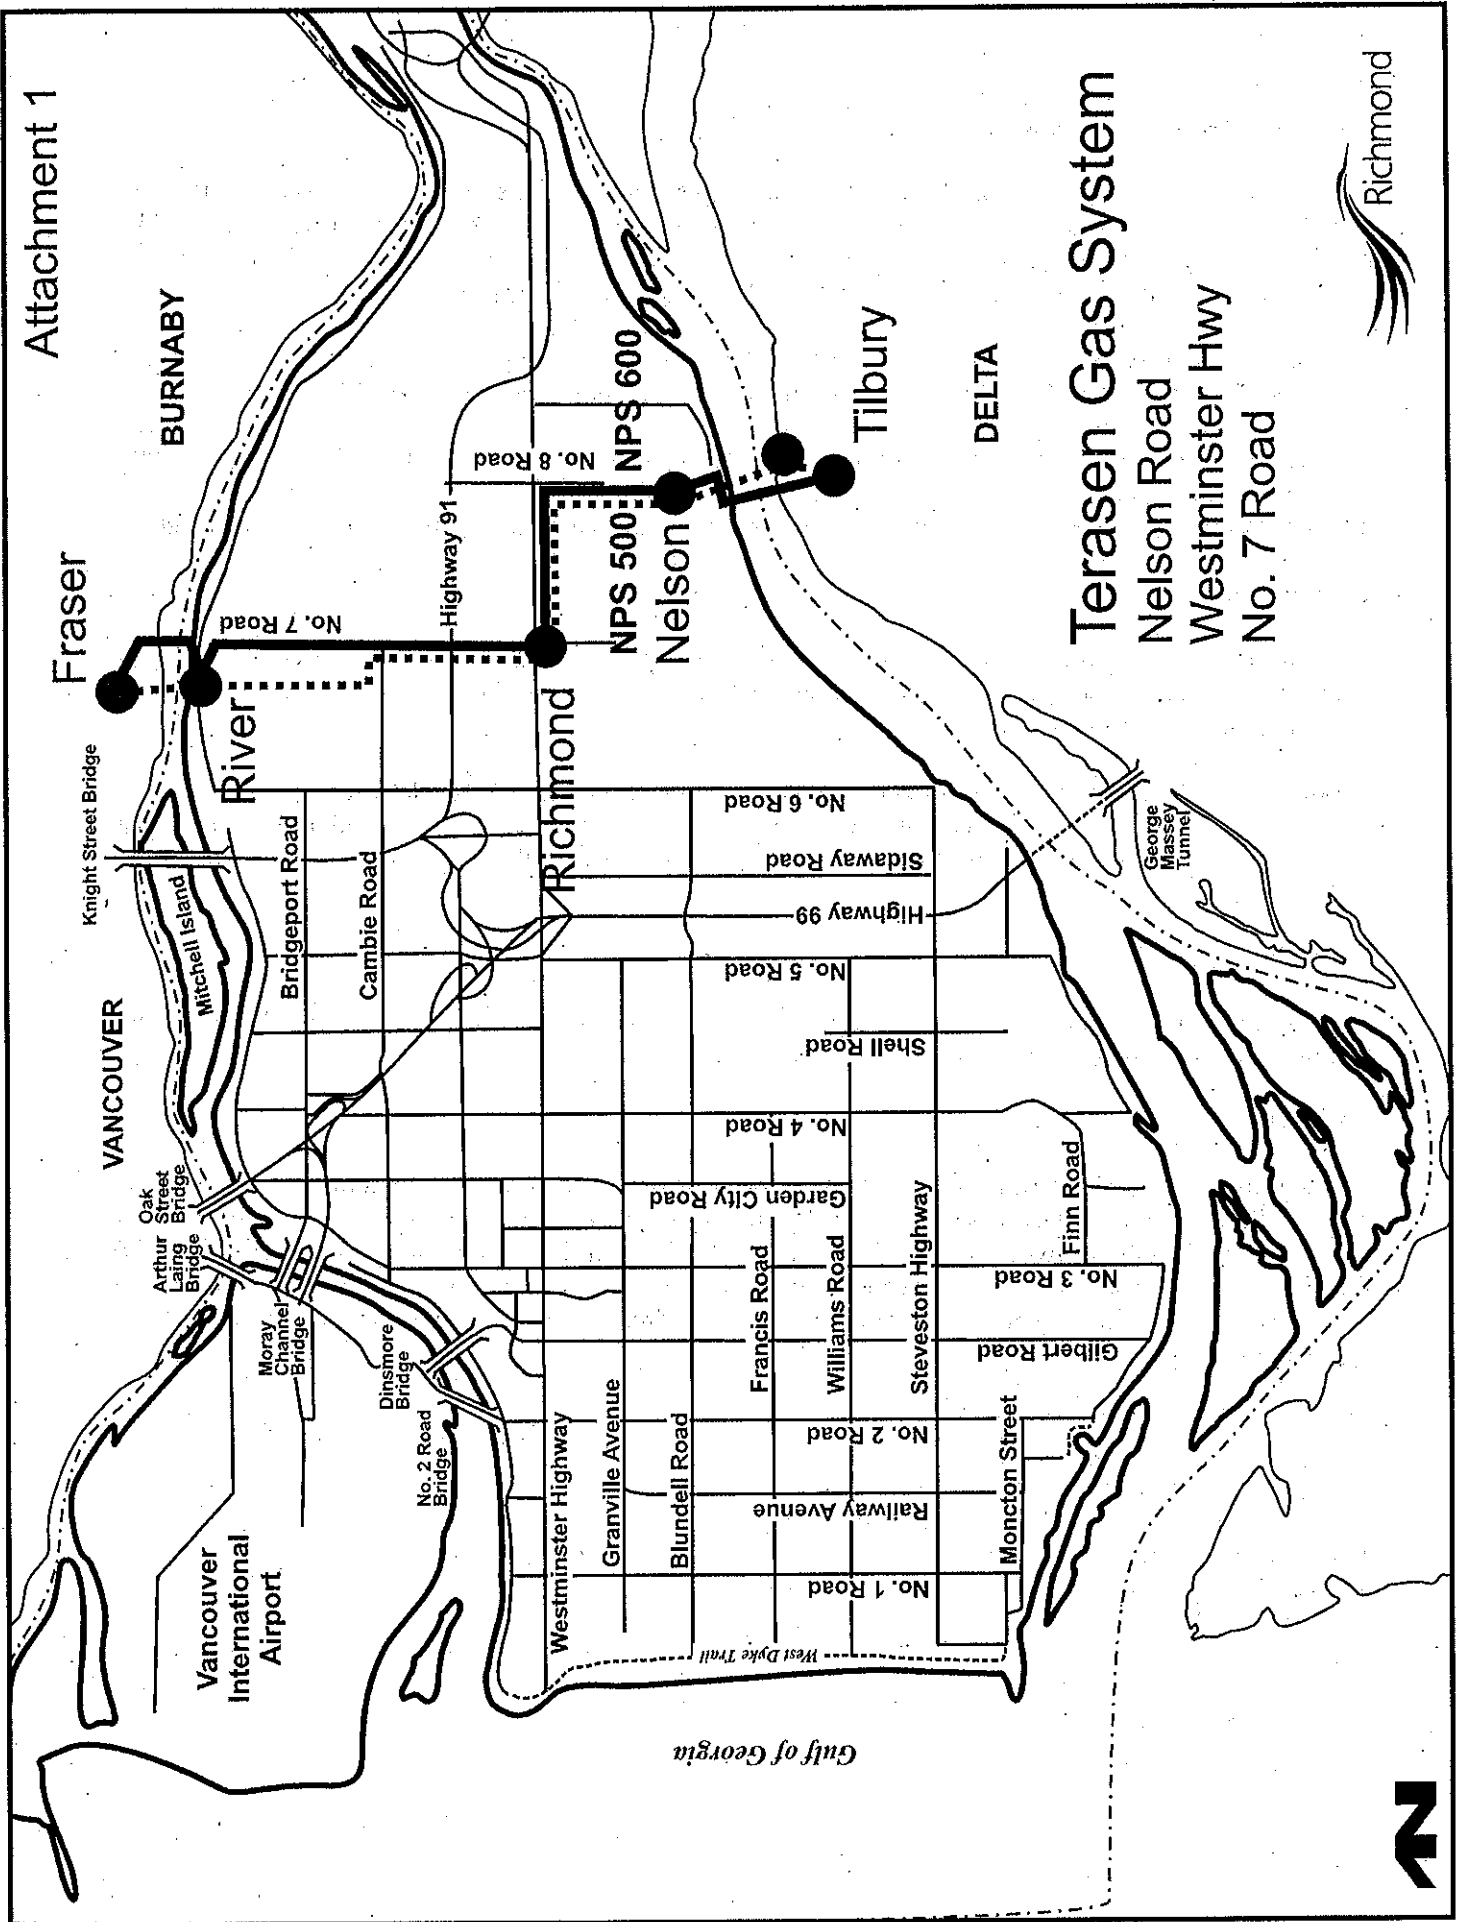 Attachment 1
BURNABY
Fraser
VANCOUVER
Knight Street Bridge
Mitchell Island
Oak
Street
Bridge
Arthur
Laing
Bridge
Moray
Channel
Bridge
Dinsmore
Bridge
No. 2 Road
Bridge
Vancouver
International
Airport
River
No. 7 Road
Bridgeport Road
Cambie Road
Highway 91
No. 8 Road
NPS 500
NPS 600
Nelson
Richmond
Tilbury
DELTA
Westminster Highway
Granville Avenue
Blundell Road
Francis Road
Williams Road
Steveston Highway
Moncton Street
Finn Road
No. 6 Road
Sidaway Road
Highway 99
No. 5 Road
Shell Road
No. 4 Road
Garden City Road
No. 3 Road
Gilbert Road
No. 2 Road
Railway Avenue
No. 1 Road
West Dyke Trail
Gulf of Georgia
George
Massey
Tunnel
Terasen Gas System
Nelson Road
Westminster Hwy
No. 7 Road
Richmond
N